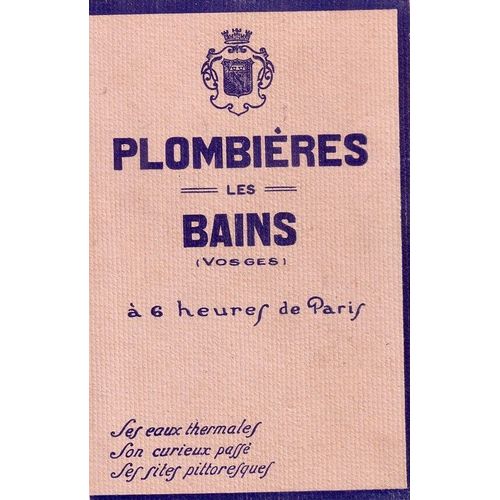 PLOMBIÈRES
LES
BAINS
(VOSGES)
à 6 heures de Paris
Ses eaux thermales
Son curieux passé
Ses sites pittoresques